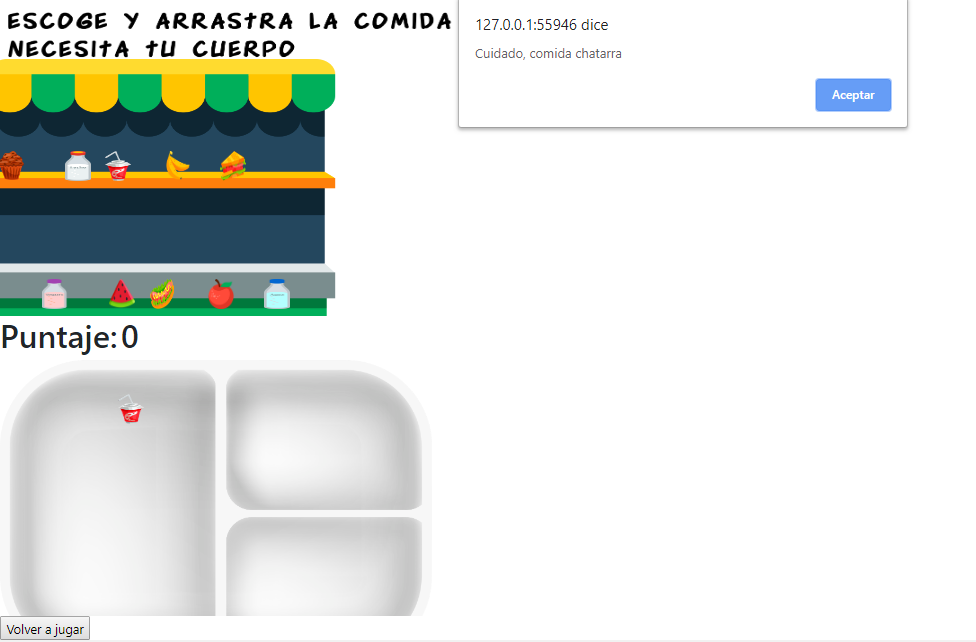 ESCOGE Y ARRASTRA LA COMIDA
NECESITA TU CUERPO
127.0.0.1:55946 dice
Cuidado, comida chatarra
Aceptar
Puntaje: 0
Volver a jugar